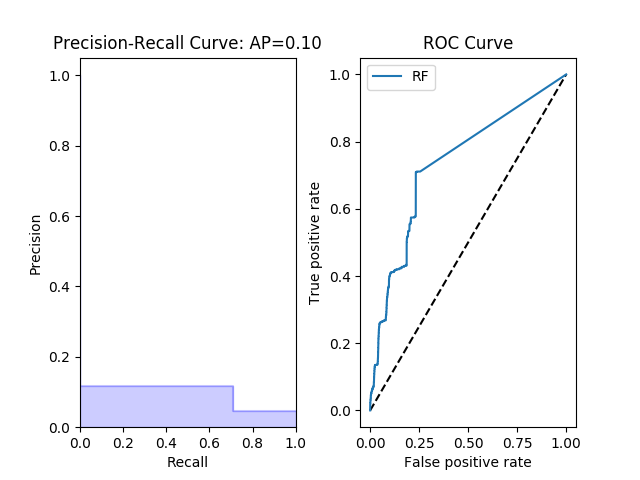 Precision-Recall Curve: AP=0.10
1.0
0.8
0.6
0.4
0.2
0.0
Precision
0.0 0.2 0.4 0.6 0.8 1.0
Recall
ROC Curve
RF
1.0
0.8
0.6
0.4
0.2
0.0
True positive rate
0.00 0.25 0.50 0.75 1.00
False positive rate